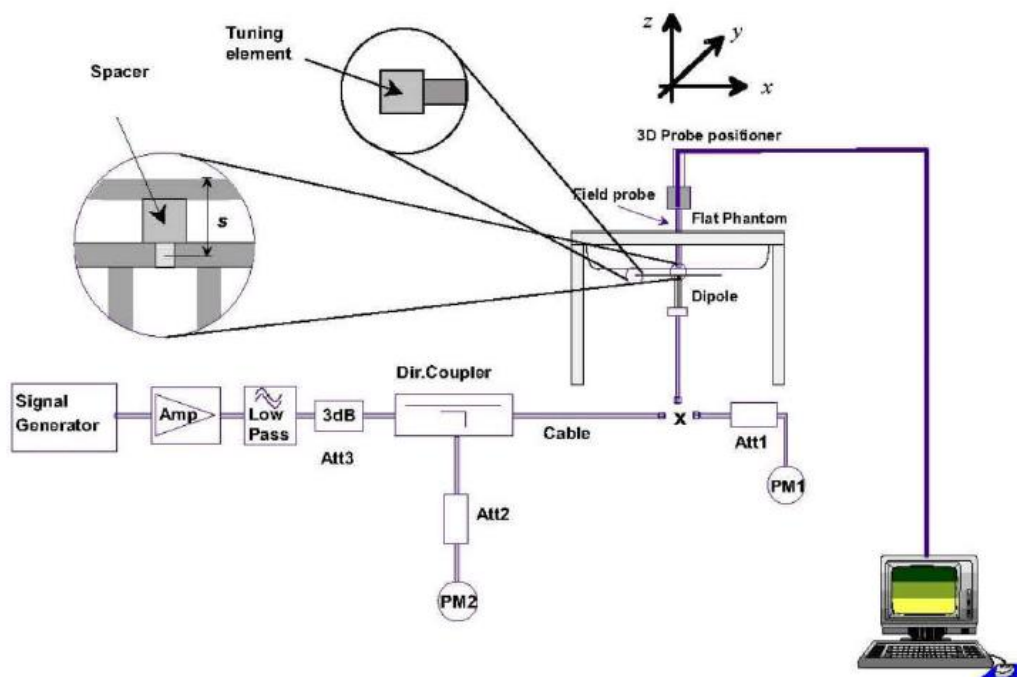 Tuning
element
Spacer
s
z
y
x
3D Probe positioner
Field probe
Flat Phantom
Dipole
Dir.Coupler
Signal
Generator
Amp
Low
Pass
3dB
Att3
Cable
x
Att1
PM1
Att2
PM2